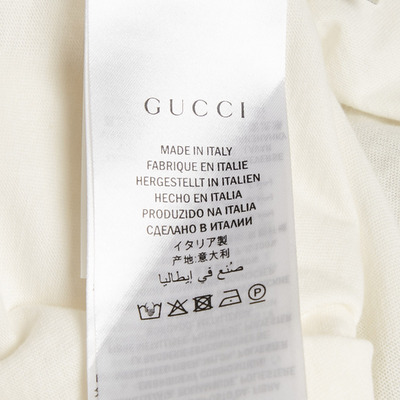 GUCCI
MADE IN ITALY
FABRIQUE EN ITALIE
HERGESTELLT IN ITALIEN
HECHO EN ITALIA
PRODUZIDO NA ITALIA
СДЕЛАНО В ИТАЛИИ
イタリア製
产地:意大利
صُنع في إيطاليا
P